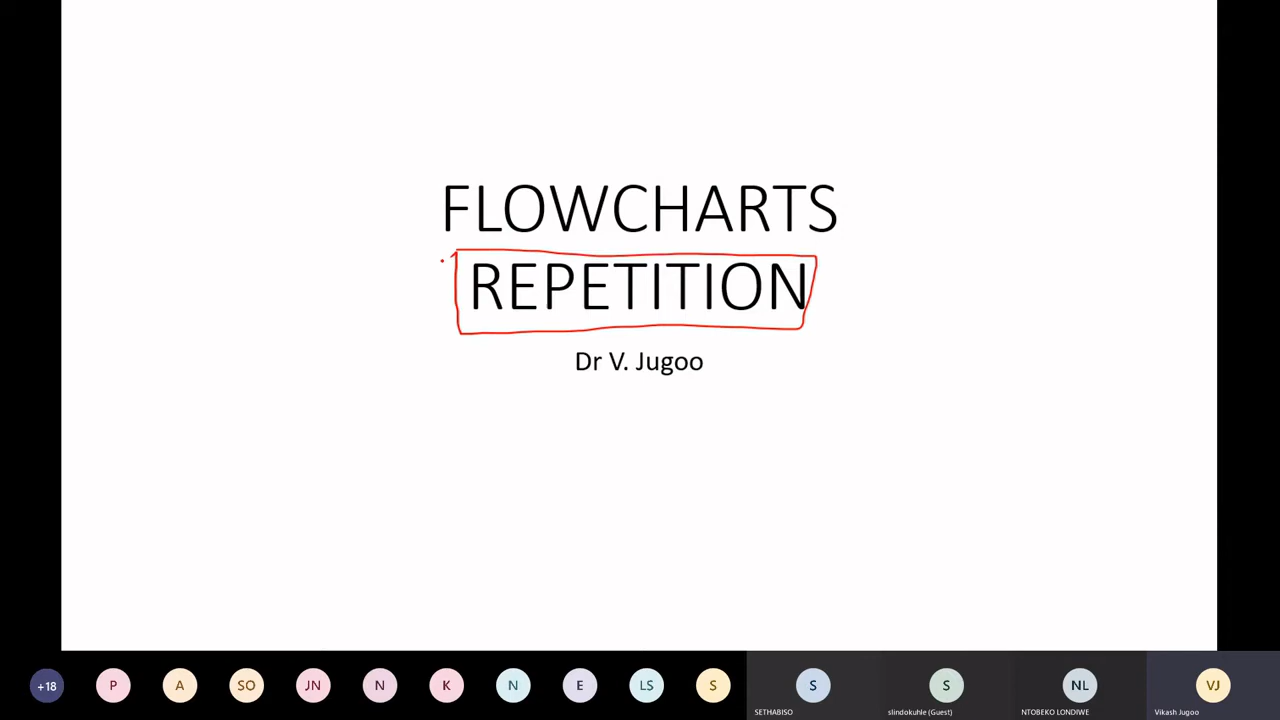 FLOWCHARTS
REPETITION
Dr V. Jugoo
+18
P
A
SO
JN
N
K
N
E
LS
S
S
SETHABISO
S
slindokuhle (Guest)
NL
NTOBEKO LONDIWE
VJ
Vikash Jugoo